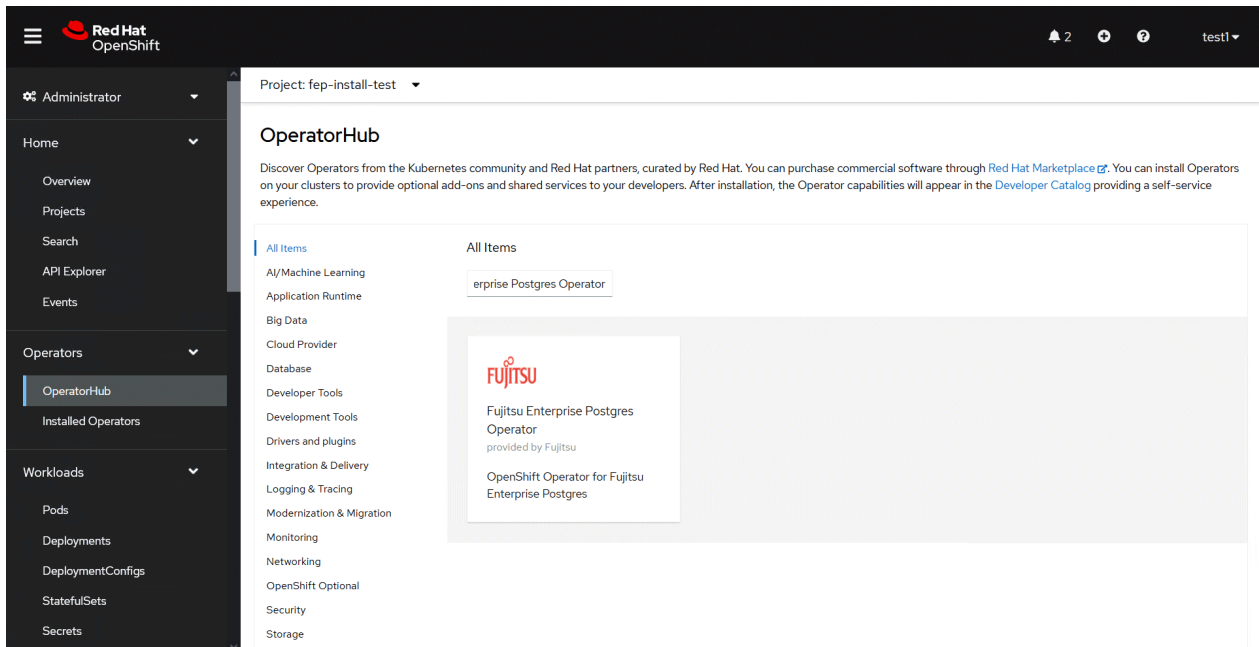 Red Hat
OpenShift
2
test1
Administrator
Home
Overview
Projects
Search
API Explorer
Events
Operators
OperatorHub
Installed Operators
Workloads
Pods
Deployments
DeploymentConfigs
StatefulSets
Secrets
Project: fep-install-test
OperatorHub
Discover Operators from the Kubernetes community and Red Hat partners, curated by Red Hat. You can purchase commercial software through Red Hat Marketplace. You can install Operators
on your clusters to provide optional add-ons and shared services to your developers. After installation, the Operator capabilities will appear in the Developer Catalog providing a self-service
experience.
All Items
AI/Machine Learning
Application Runtime
Big Data
Cloud Provider
Database
Developer Tools
Development Tools
Drivers and plugins
Integration & Delivery
Logging & Tracing
Modernization & Migration
Monitoring
Networking
OpenShift Optional
Security
Storage
All Items
erprise Postgres Operator
FUJITSU
Fujitsu Enterprise Postgres
Operator
provided by Fujitsu
OpenShift Operator for Fujitsu
Enterprise Postgres